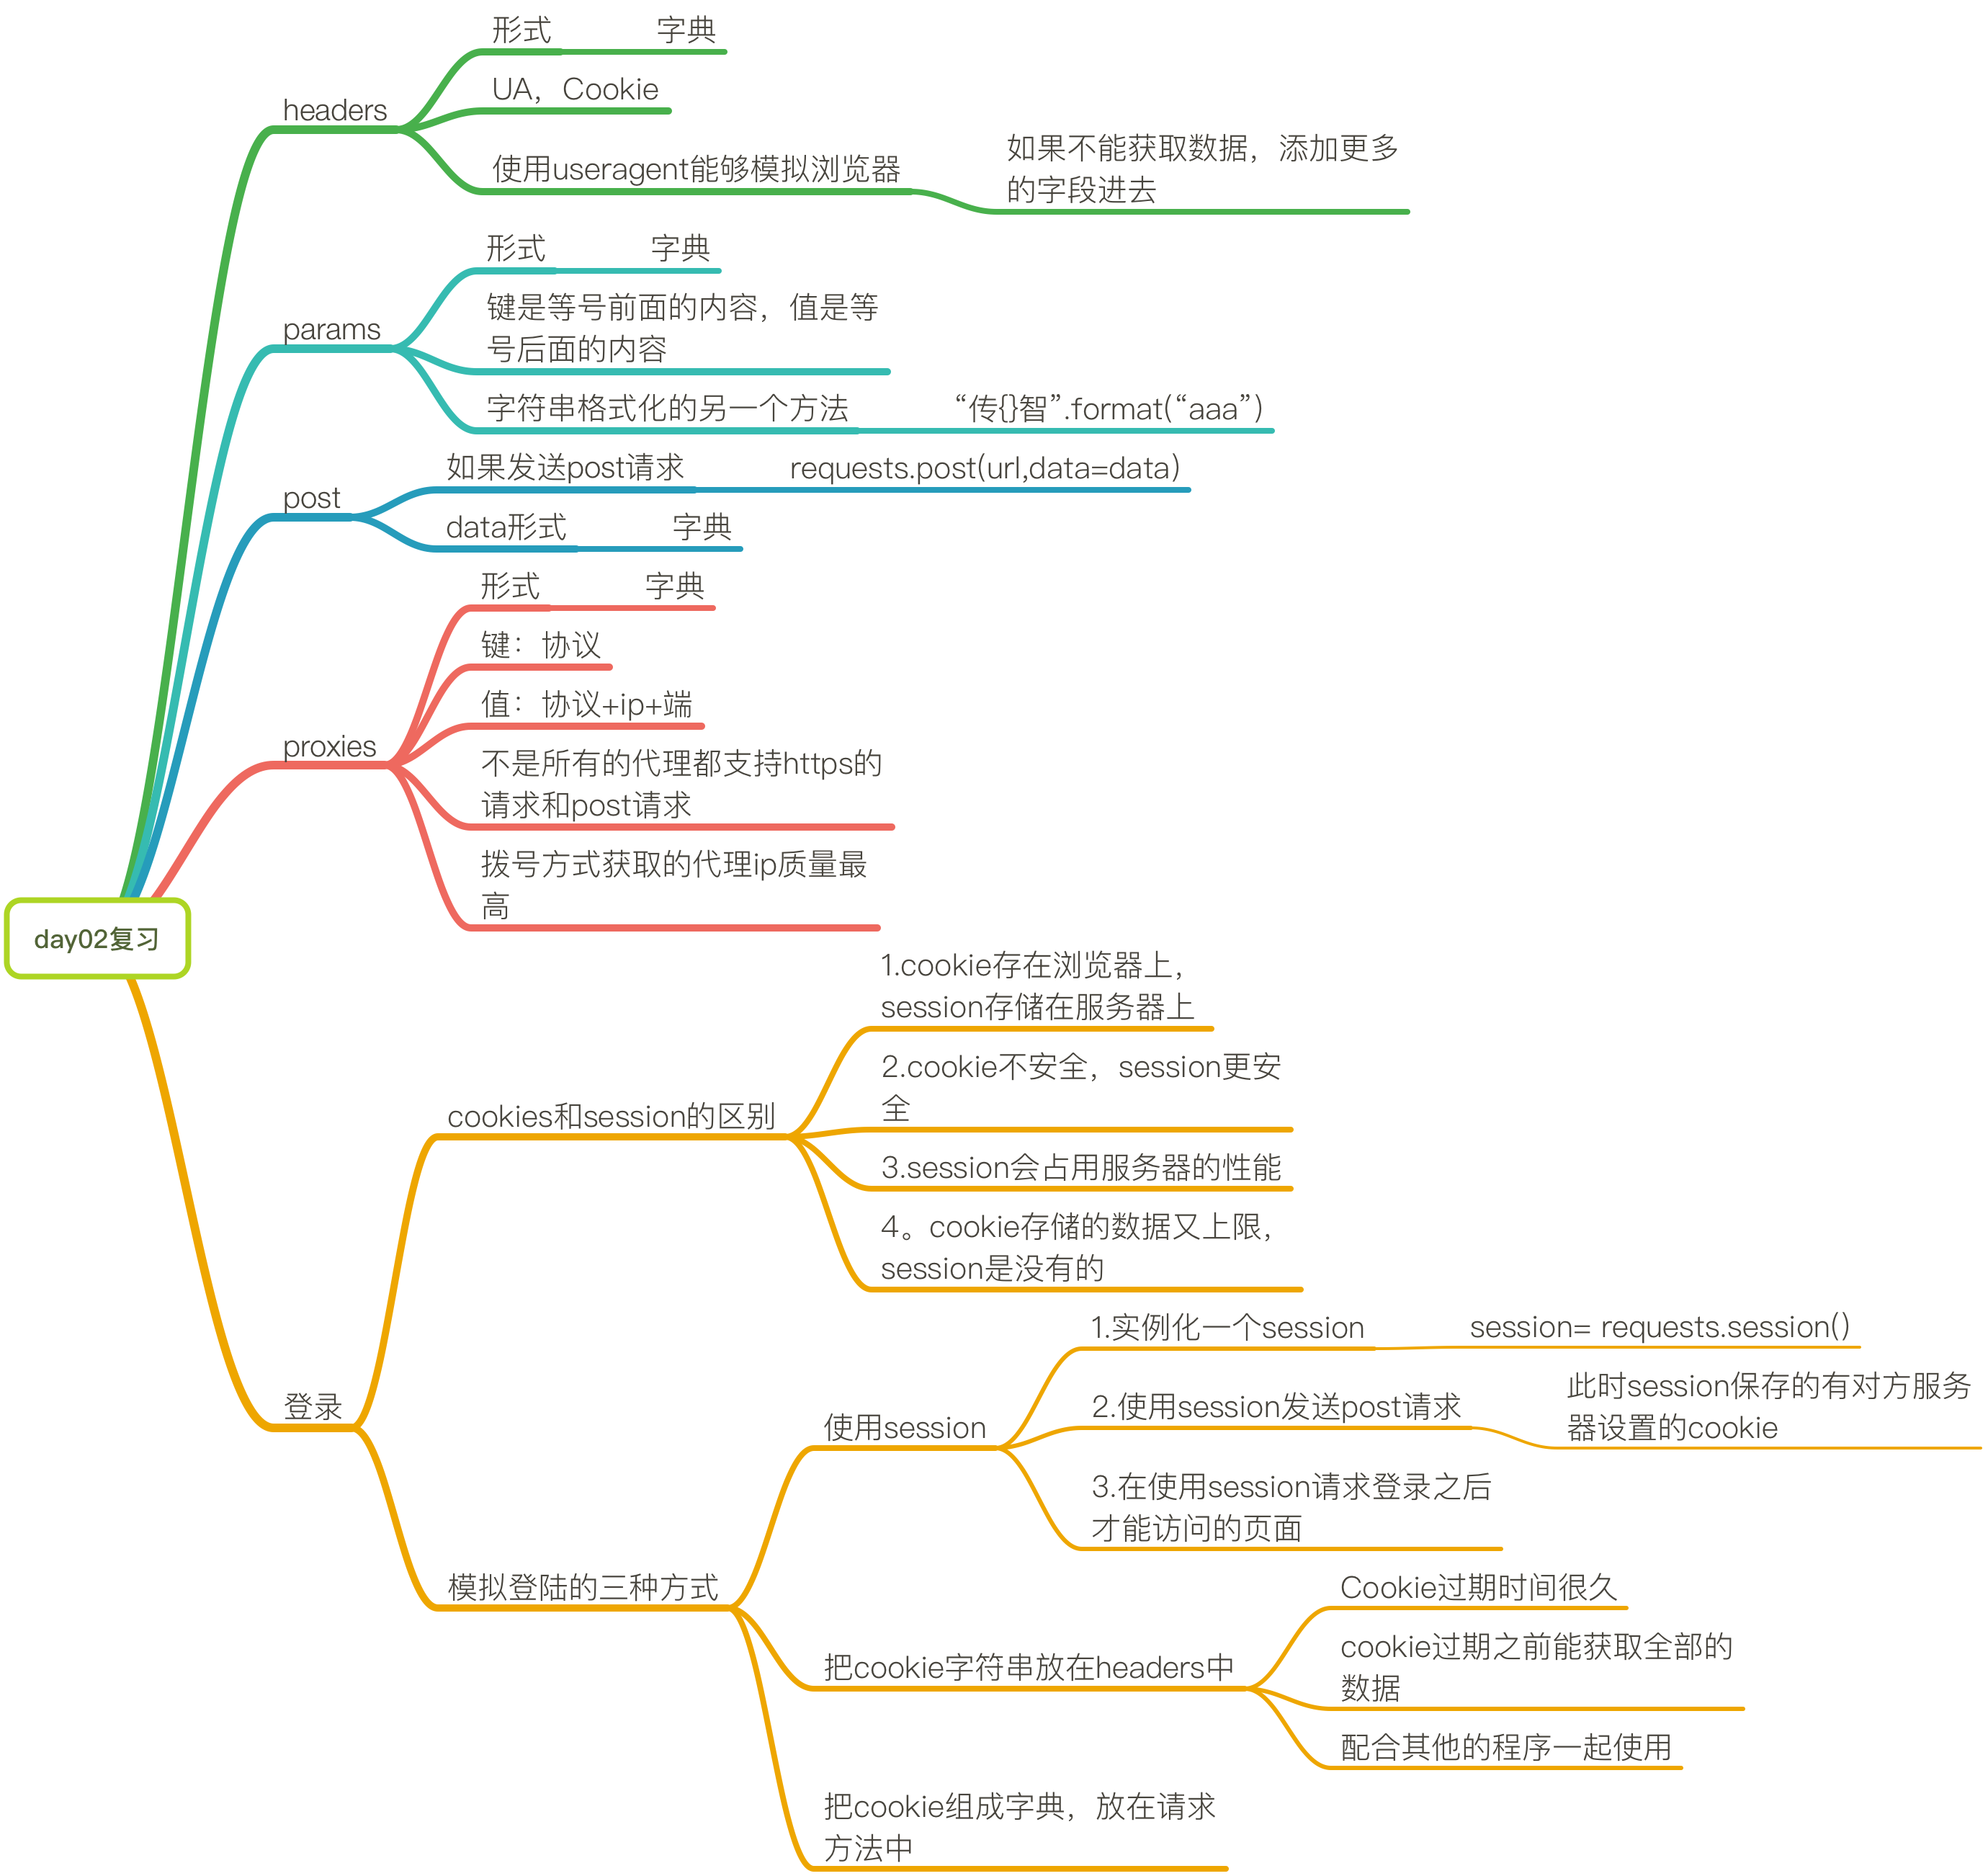 形式
字典
UA，Cookie
headers
使用useragent能够模拟浏览器
如果不能获取数据，添加更多
的字段进去
形式
字典
键是等号前面的内容，值是等
号后面的内容
params
字符串格式化的另一个方法
“传{}智”.format(“aaa”)
如果发送post请求
requests.post(url,data=data)
post
data形式
字典
形式
字典
键：协议
值：协议+ip+端
proxies
不是所有的代理都支持https的
请求和post请求
拨号方式获取的代理ip质量最
高
day02复习
1.cookie存在浏览器上，
session存储在服务器上
2.cookie不安全，session更安
全
cookies和session的区别
3.session会占用服务器的性能
4。cookie存储的数据又上限，
session是没有的
登录
1.实例化一个session
session= requests.session()
使用session
2.使用session发送post请求
此时session保存的有对方服务
器设置的cookie
3.在使用session请求登录之后
才能访问的页面
模拟登陆的三种方式
Cookie过期时间很久
把cookie字符串放在headers中
cookie过期之前能获取全部的
数据
配合其他的程序一起使用
把cookie组成字典，放在请求
方法中